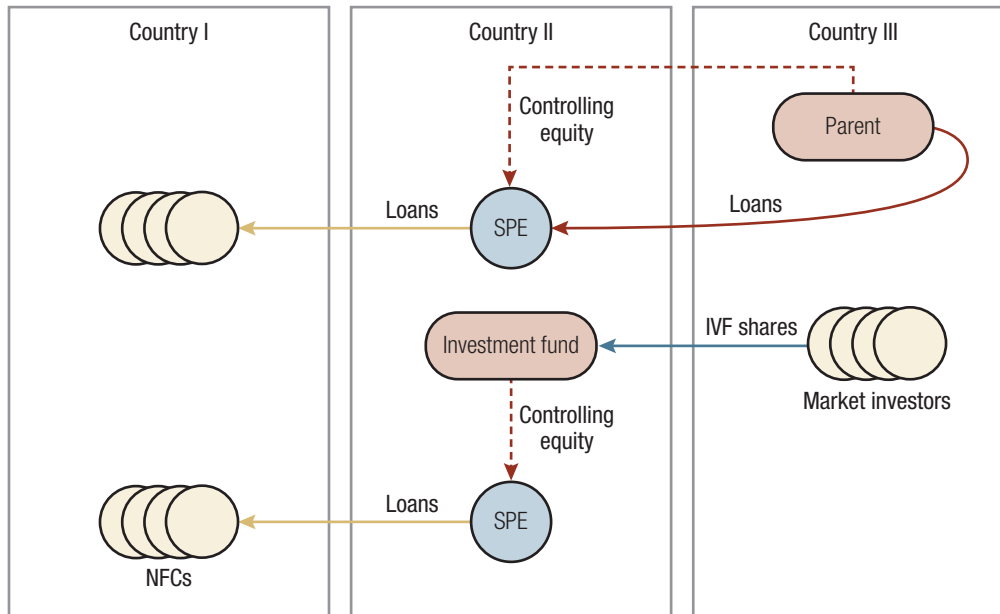 Country I
Country II
Country III
Controlling
equity
Parent
Loans
SPE
Loans
Investment fund
IVF shares
Market investors
Controlling
equity
Loans
SPE
NFCs